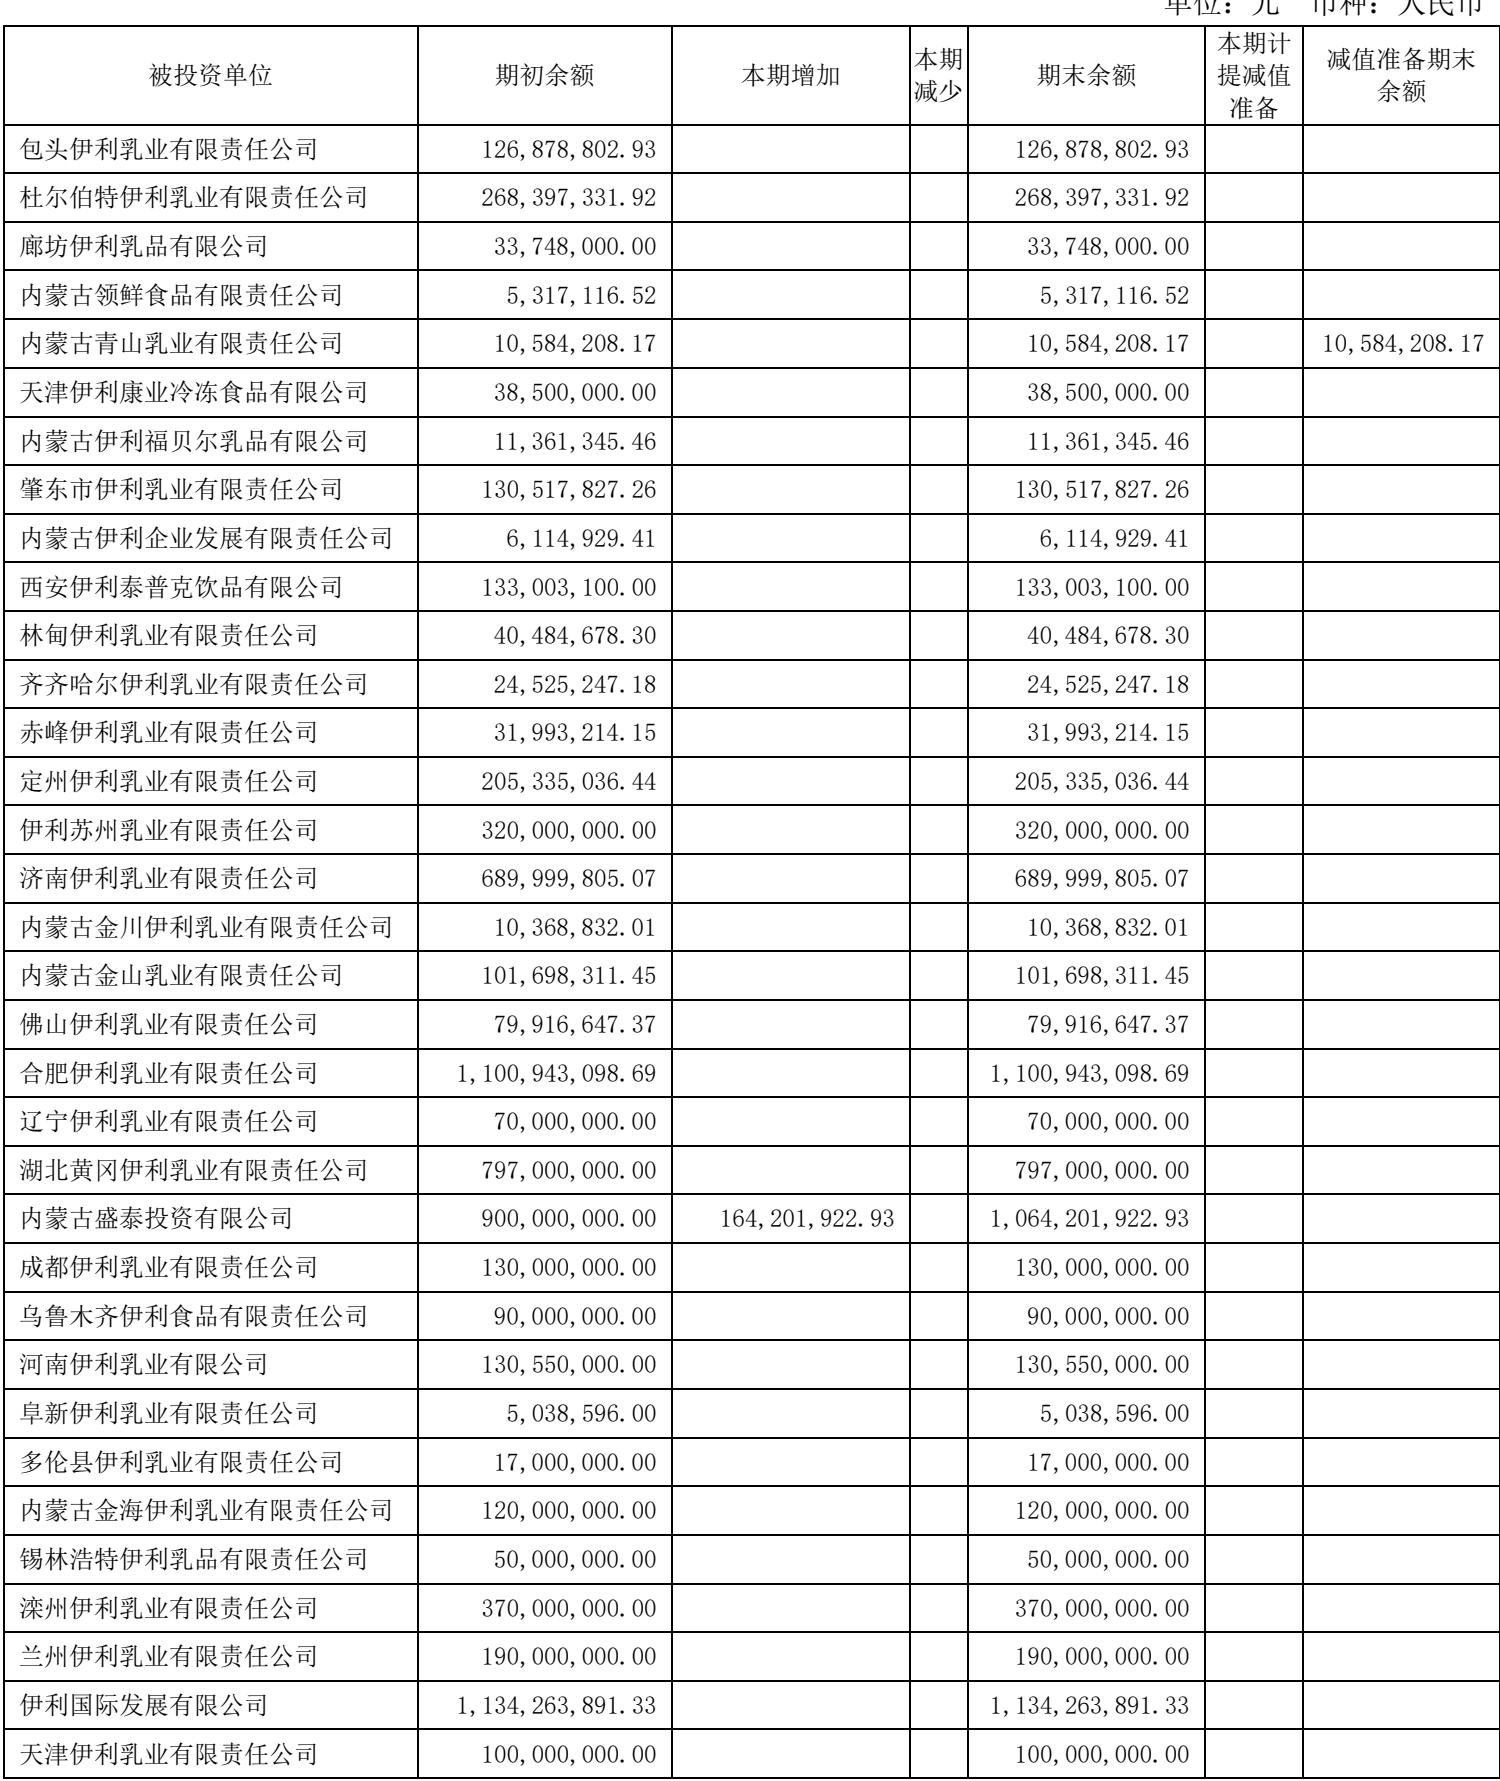 单位：元 币种：人民币
被投资单位 期初余额 本期增加 本期减少 期末余额 本期计提减值准备 减值准备期末余额
包头伊利乳业有限责任公司 126,878,802.93 126,878,802.93
杜尔伯特伊利乳业有限责任公司 268,397,331.92 268,397,331.92
廊坊伊利乳品有限公司 33,748,000.00 33,748,000.00
内蒙古领鲜食品有限责任公司 5,317,116.52 5,317,116.52
内蒙古青山乳业有限责任公司 10,584,208.17 10,584,208.17 10,584,208.17
天津伊利康业冷冻食品有限公司 38,500,000.00 38,500,000.00
内蒙古伊利福贝尔乳品有限公司 11,361,345.46 11,361,345.46
肇东市伊利乳业有限责任公司 130,517,827.26 130,517,827.26
内蒙古伊利企业发展有限责任公司 6,114,929.41 6,114,929.41
西安伊利泰普克饮品有限公司 133,003,100.00 133,003,100.00
林甸伊利乳业有限责任公司 40,484,678.30 40,484,678.30
齐齐哈尔伊利乳业有限责任公司 24,525,247.18 24,525,247.18
赤峰伊利乳业有限责任公司 31,993,214.15 31,993,214.15
定州伊利乳业有限责任公司 205,335,036.44 205,335,036.44
伊利苏州乳业有限责任公司 320,000,000.00 320,000,000.00
济南伊利乳业有限责任公司 689,999,805.07 689,999,805.07
内蒙古金川伊利乳业有限责任公司 10,368,832.01 10,368,832.01
内蒙古金山乳业有限责任公司 101,698,311.45 101,698,311.45
佛山伊利乳业有限责任公司 79,916,647.37 79,916,647.37
合肥伊利乳业有限责任公司 1,100,943,098.69 1,100,943,098.69
辽宁伊利乳业有限责任公司 70,000,000.00 70,000,000.00
湖北黄冈伊利乳业有限责任公司 797,000,000.00 797,000,000.00
内蒙古盛泰投资有限公司 900,000,000.00 164,201,922.93 1,064,201,922.93
成都伊利乳业有限责任公司 130,000,000.00 130,000,000.00
乌鲁木齐伊利食品有限责任公司 90,000,000.00 90,000,000.00
河南伊利乳业有限公司 130,550,000.00 130,550,000.00
阜新伊利乳业有限责任公司 5,038,596.00 5,038,596.00
多伦县伊利乳业有限责任公司 17,000,000.00 17,000,000.00
内蒙古金海伊利乳业有限责任公司 120,000,000.00 120,000,000.00
锡林浩特伊利乳品有限责任公司 50,000,000.00 50,000,000.00
滦州伊利乳业有限责任公司 370,000,000.00 370,000,000.00
兰州伊利乳业有限责任公司 190,000,000.00 190,000,000.00
伊利国际发展有限公司 1,134,263,891.33 1,134,263,891.33
天津伊利乳业有限责任公司 100,000,000.00 100,000,000.00